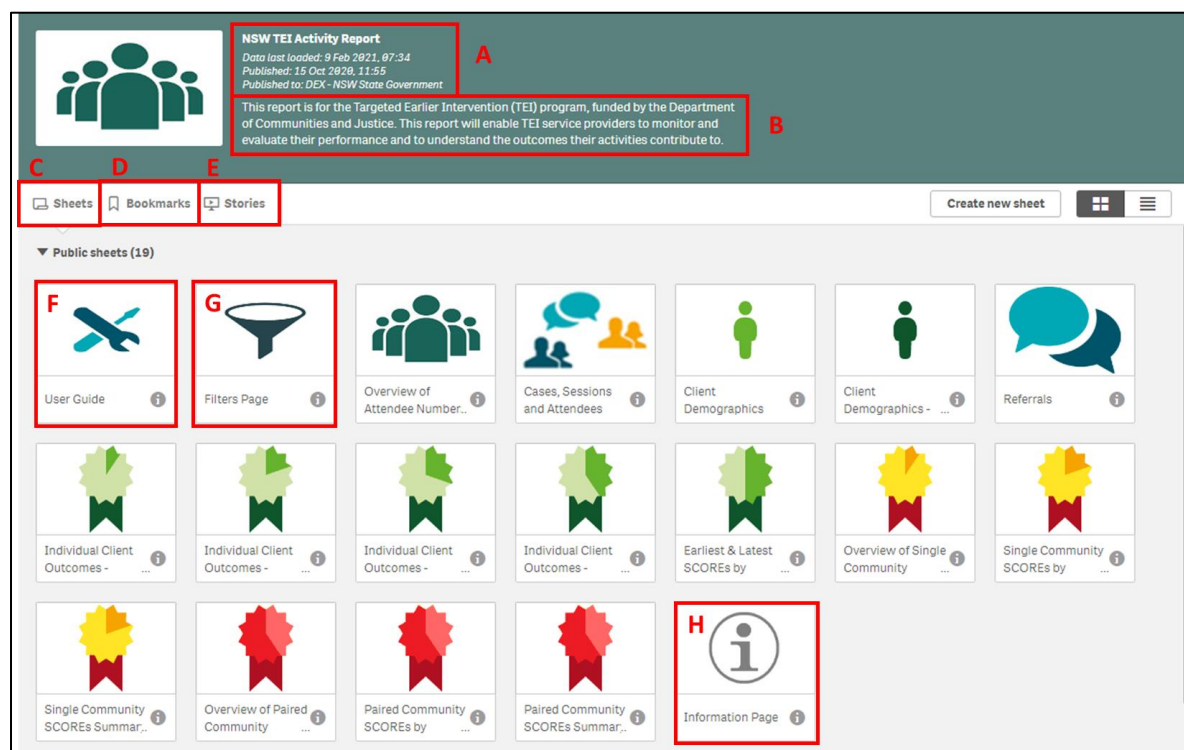 NSW TEI Activity Report
Data last loaded: 9 Feb 2021, 07:34
Published: 15 Oct 2020, 11:55
Published to: DEX - NSW State Government
A
This report is for the Targeted Earlier Intervention (TEI) program, funded by the Department
of Communities and Justice. This report will enable TEI service providers to monitor and
evaluate their performance and to understand the outcomes their activities contribute to.
B
C
D
E
Sheets
Bookmarks
Stories
Create new sheet
Public sheets (19)
F
G
User Guide
Filters Page
Overview of
Attendee Number...
Cases, Sessions
and Attendees
Client
Demographics
Client
Demographics - ...
Referrals
Individual Client
Outcomes - ...
Individual Client
Outcomes - ...
Individual Client
Outcomes - ...
Individual Client
Outcomes - ...
Earliest & Latest
SCOREs by ...
Overview of Single
Community ...
Single Community
SCOREs by ...
H
Single Community
SCOREs Summar...
Overview of Paired
Community ...
Paired Community
SCOREs by ...
Paired Community
SCOREs Summar...
Information Page